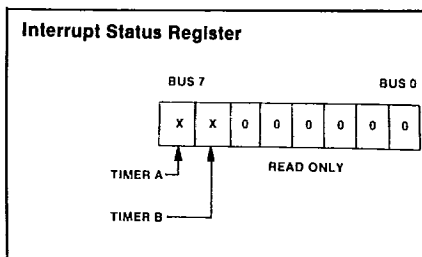 Interrupt Status Register
BUS 7 BUS 0
X X 0 0 0 0 0 0
TIMER A
READ ONLY
TIMER B